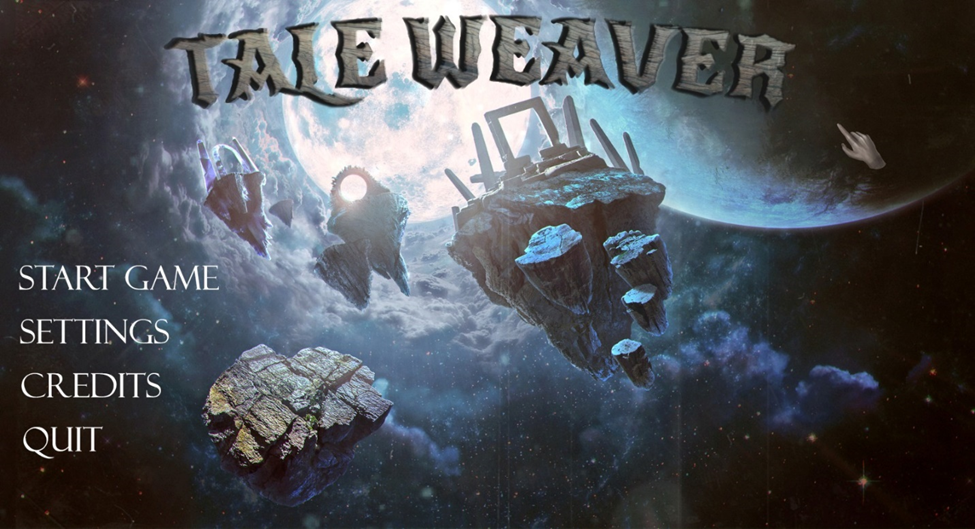 TALE WEAVER
START GAME
SETTINGS
CREDITS
QUIT